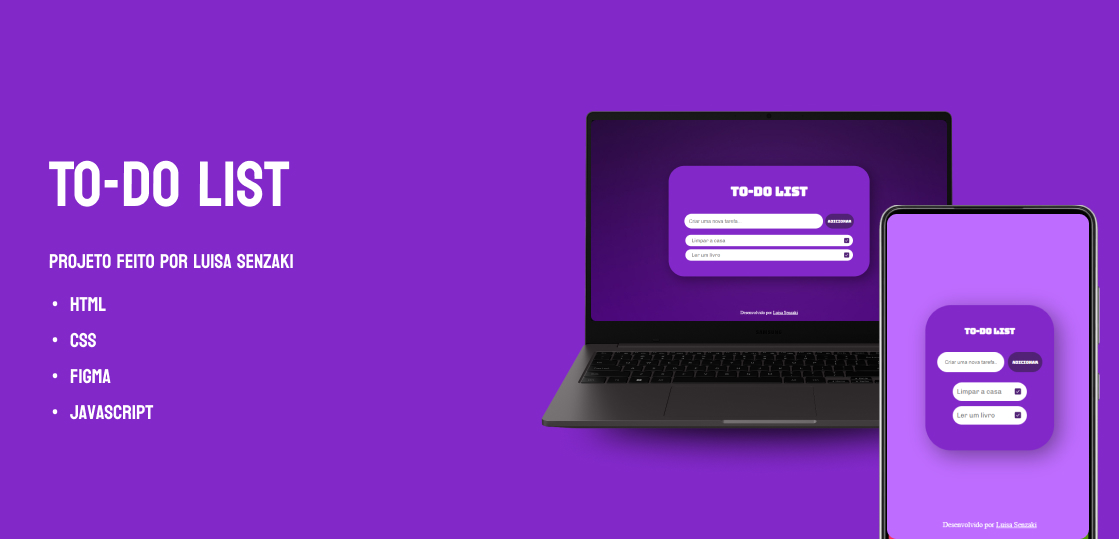 TO-DO LIST
PROJETO FEITO POR LUISA SENZAKI
• HTML
• CSS
• FIGMA
• JAVASCRIPT
TO-DO LIST
Criar uma nova tarefa. ADICIONAR
Limpar a casa
Ler um livro
Desenvolvido por Luisa Senzaki
TO-DO LIST
Criar uma nova tarefa. ADICIONAR
Limpar a casa
Ler um livro
Desenvolvido por Luisa Senzaki